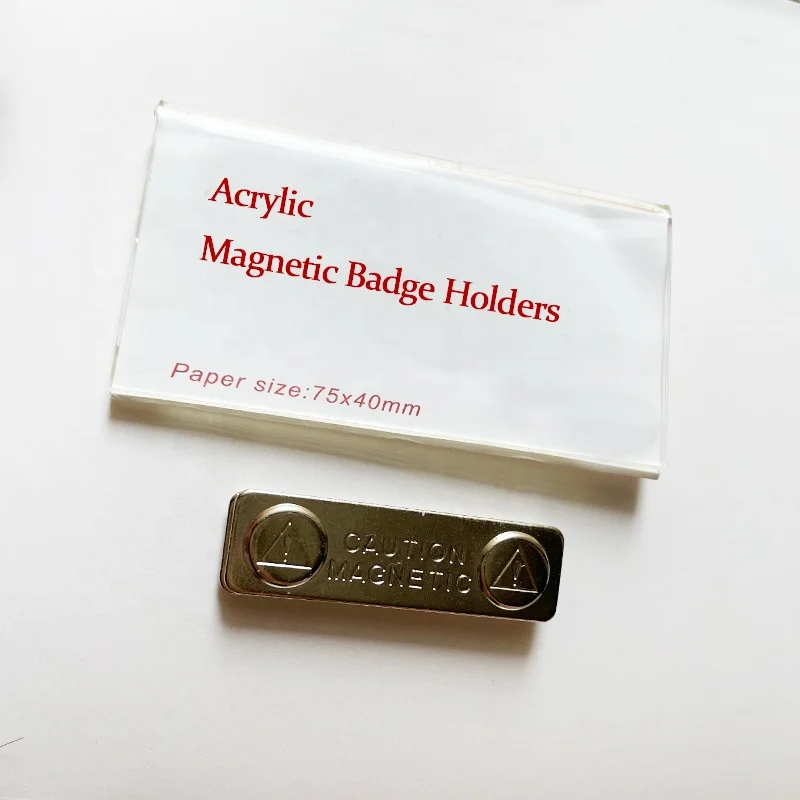 Acrylic
Magnetic Badge Holders
Paper size:75x40mm
CAUTION
MAGNETIC